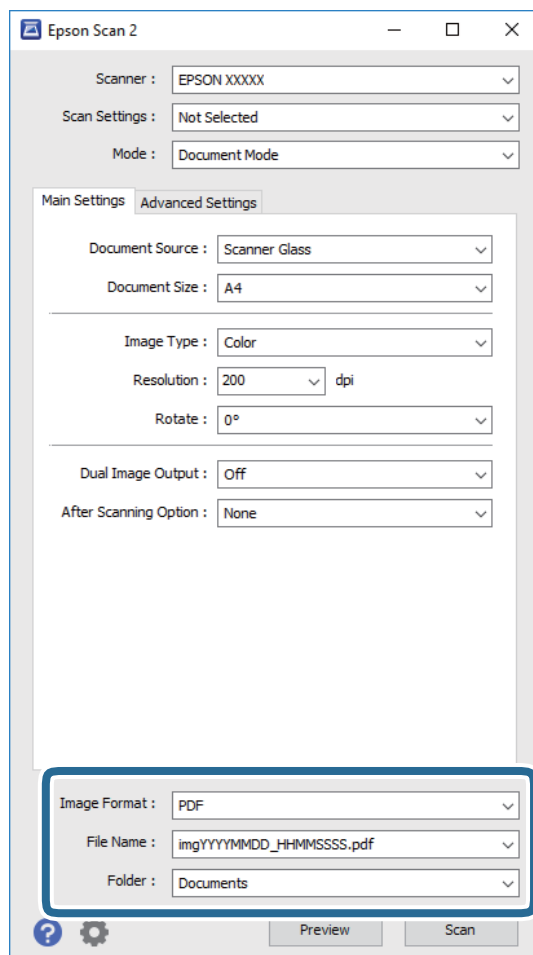 Epson Scan 2
Scanner : EPSON XXXXX
Scan Settings : Not Selected
Mode : Document Mode
Main Settings Advanced Settings
Document Source : Scanner Glass
Document Size : A4
Image Type : Color
Resolution : 200 dpi
Rotate : 0°
Dual Image Output : Off
After Scanning Option : None
Image Format : PDF
File Name : imgYYYYMMDD_HHMMSSSS.pdf
Folder : Documents
? Preview Scan